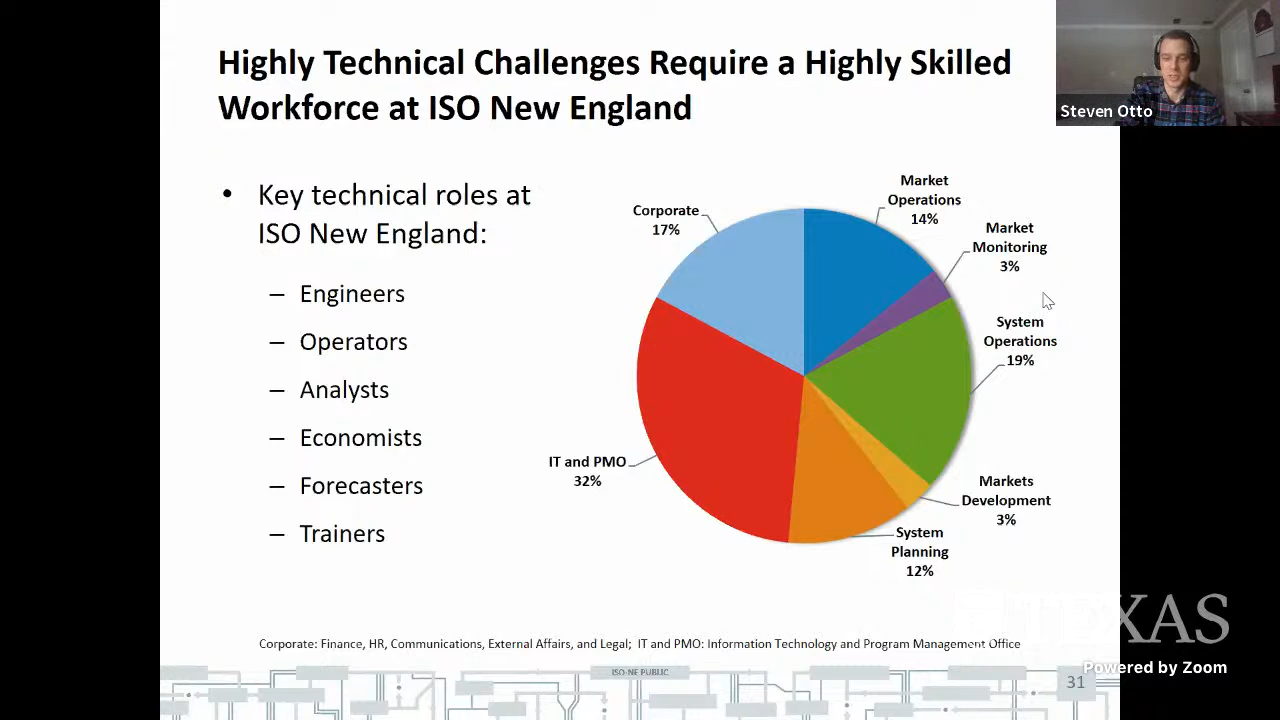 Highly Technical Challenges Require a Highly Skilled
Workforce at ISO New England
Steven Otto
• Key technical roles at
ISO New England:
– Engineers
– Operators
– Analysts
– Economists
– Forecasters
– Trainers
Market
Operations
14%
Market
Monitoring
3%
System
Operations
19%
Markets
Development
3%
System
Planning
12%
IT and PMO
32%
Corporate
17%
Corporate: Finance, HR, Communications, External Affairs, and Legal; IT and PMO: Information Technology and Program Management Office
ISO-NE PUBLIC
31
TEXAS
Powered by Zoom